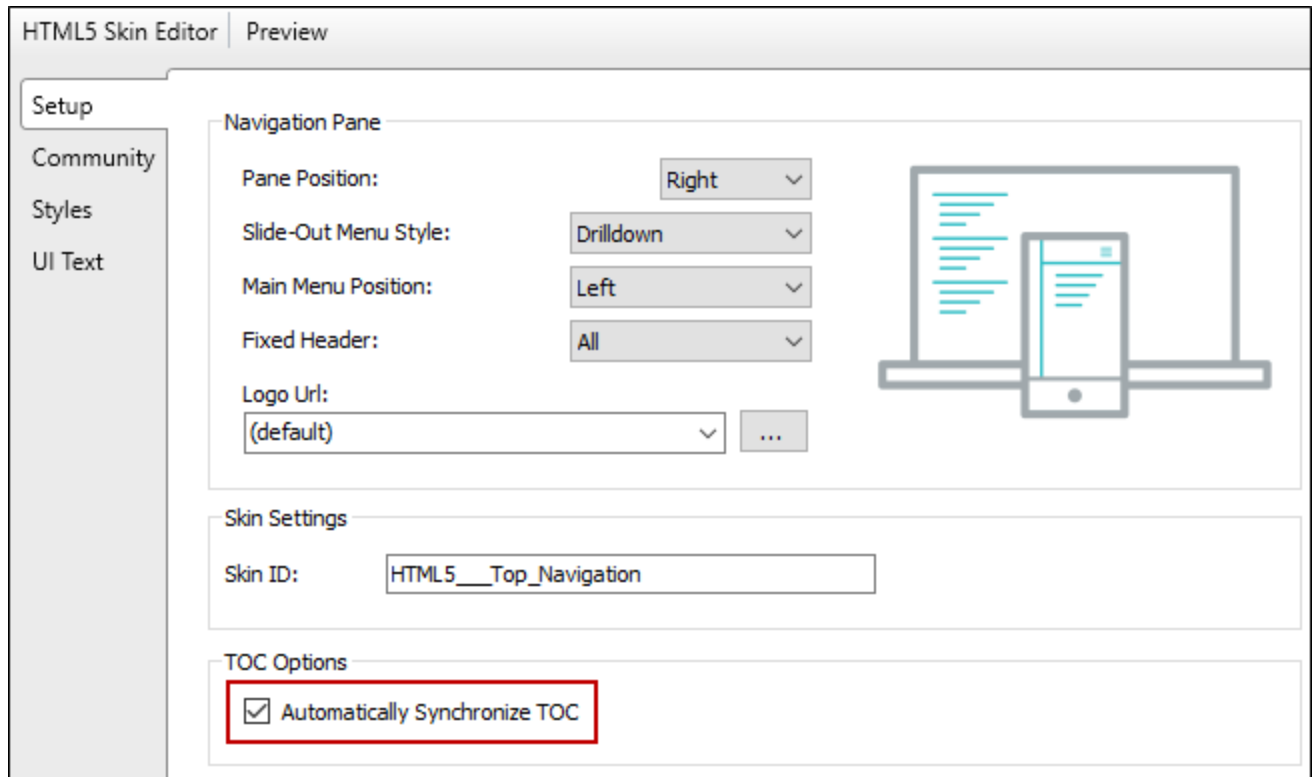 HTML5 Skin Editor Preview
Setup
Community
Styles
UI Text
Navigation Pane
Pane Position: Right
Slide-Out Menu Style: Drilldown
Main Menu Position: Left
Fixed Header: All
Logo Url:
(default) ...
Skin Settings
Skin ID: HTML5___Top_Navigation
TOC Options
Automatically Synchronize TOC